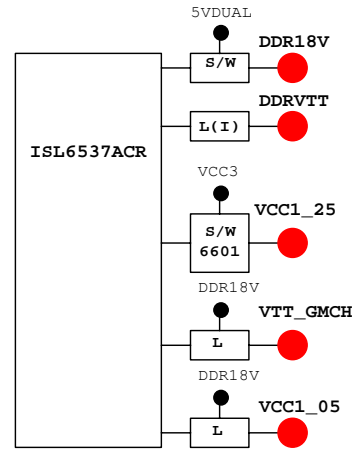 5VDUAL
DDR18V
S/W
DDRVTT
L(I)
ISL6537ACR
VCC3
VCC1_25
S/W
6601
DDR18V
VTT_GMCH
L
DDR18V
VCC1_05
L